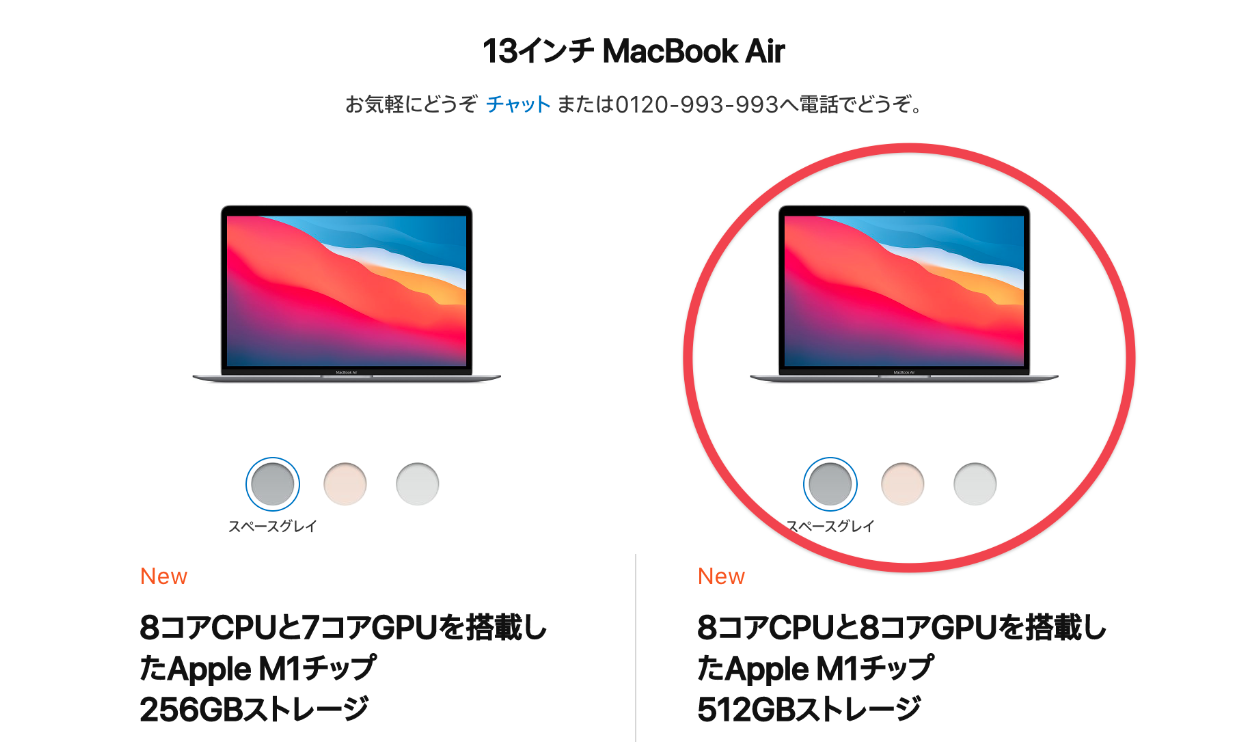 13インチ MacBook Air
お気軽にどうぞ チャット または0120-993-993へ電話でどうぞ。
MacBook Air
MacBook Air
スペースグレイ
スペースグレイ
New
8コアCPUと7コアGPUを搭載し
たApple M1チップ
256GBストレージ
New
8コアCPUと8コアGPUを搭載し
たApple M1チップ
512GBストレージ